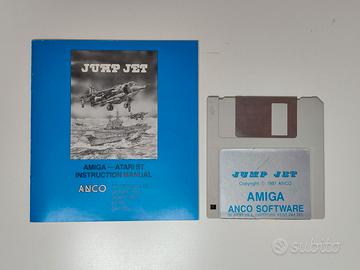 JUMP JET
AMIGA - ATARI ST
INSTRUCTION MANUAL
ANCO
JUMP JET
Copyright © 1987 ANCO
AMIGA
ANCO SOFTWARE
subito